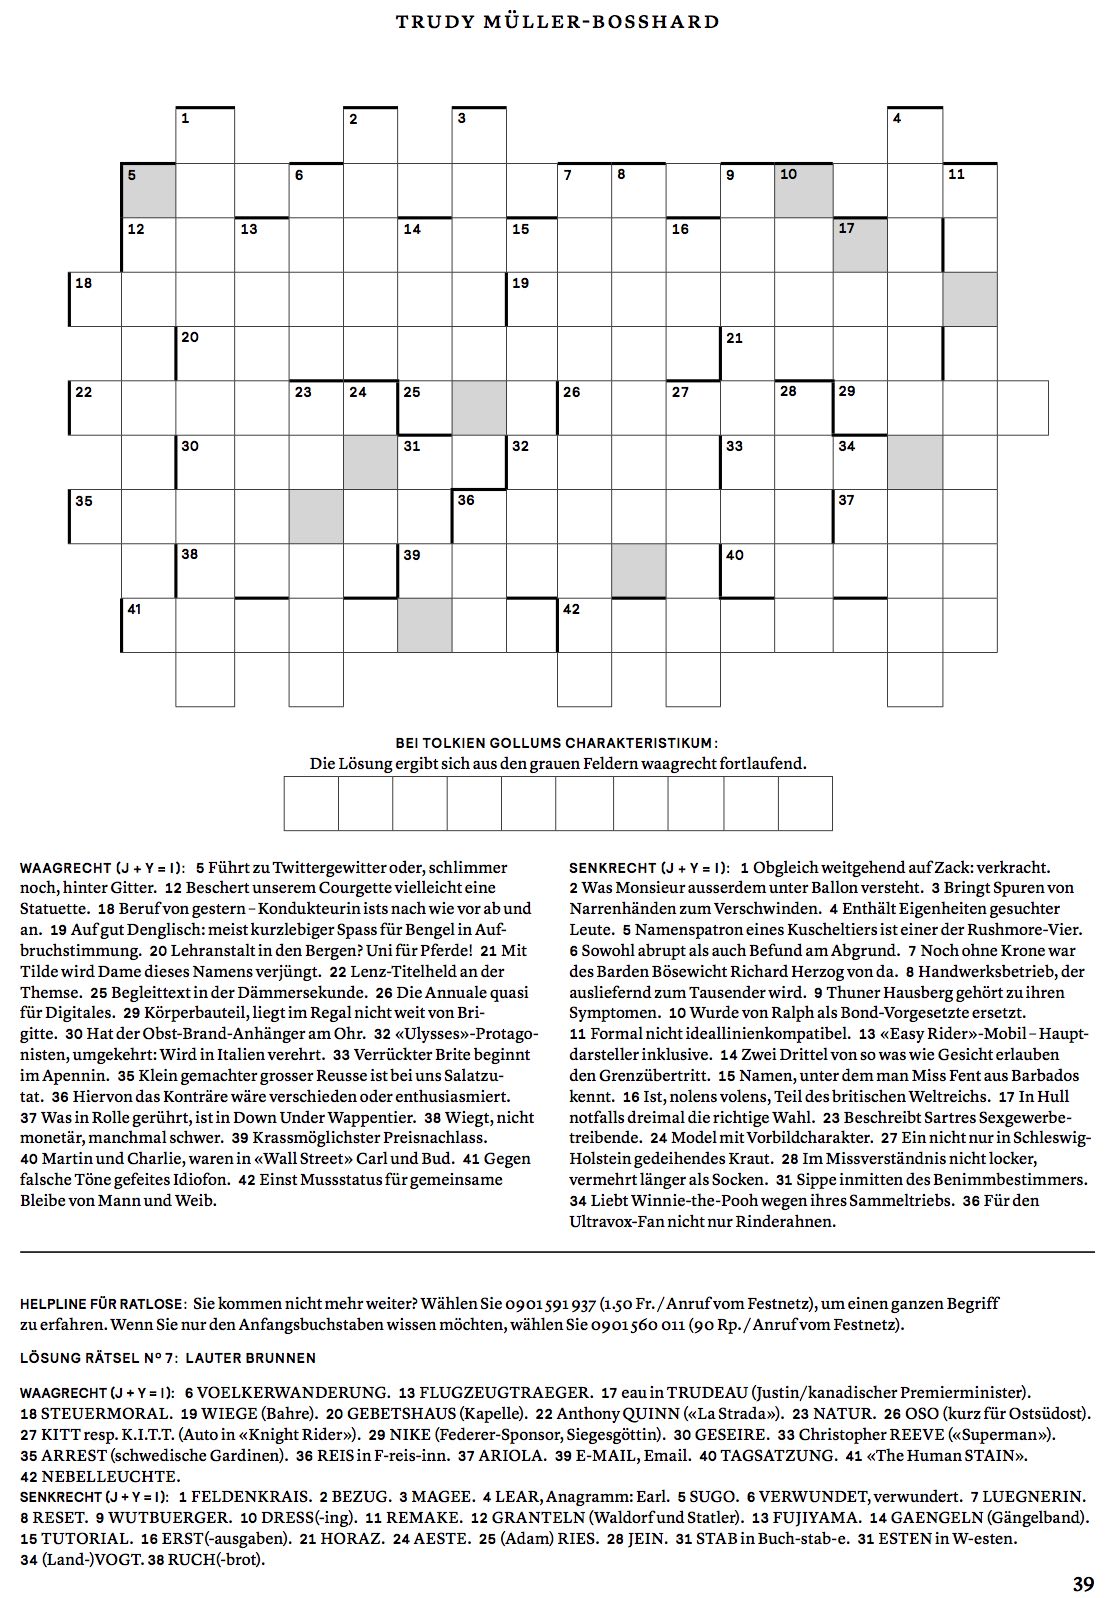 TRUDY MÜLLER-BOSSHARD
1 2 3 4
5 6 7 8 9 10 11
12 13 14 15 16 17
18 19
20 21
22 23 24 25 26 27 28 29
30 31 32 33 34
35 36 37
38 39 40
41 42
BEI TOLKIEN GOLLUMS CHARAKTERISTIKUM:
Die Lösung ergibt sich aus den grauen Feldern waagrecht fortlaufend.
WAAGRECHT (J + Y = I): 5 Führt zu Twittergewitter oder, schlimmer
noch, hinter Gitter. 12 Beschert unserem Courgette vielleicht eine
Statuette. 18 Beruf von gestern – Kondukteurin ists nach wie vor ab und
an. 19 Auf gut Denglisch: meist kurzlebiger Spass für Bengel in Auf-
bruchstimmung. 20 Lehranstalt in den Bergen? Uni für Pferde! 21 Mit
Tilde wird Dame dieses Namens verjüngt. 22 Lenz-Titelheld an der
Themse. 25 Begleittext in der Dämmersekunde. 26 Die Annuale quasi
für Digitales. 29 Körperbauteil, liegt im Regal nicht weit von Bri-
gitte. 30 Hat der Obst-Brand-Anhänger am Ohr. 32 «Ulysses»-Protago-
nisten, umgekehrt: Wird in Italien verehrt. 33 Verrückter Brite beginnt
im Apennin. 35 Klein gemachter grosser Reusse ist bei uns Salatzu-
tat. 36 Hiervon das Konträre wäre verschieden oder enthusiasmiert.
37 Was in Rolle gerührt, ist in Down Under Wappentier. 38 Wiegt, nicht
monetär, manchmal schwer. 39 Krassmöglichster Preisnachlass.
40 Martin und Charlie, waren in «Wall Street» Carl und Bud. 41 Gegen
falsche Töne gefeites Idiofon. 42 Einst Mussstatus für gemeinsame
Bleibe von Mann und Weib.
SENKRECHT (J + Y = I): 1 Obgleich weitgehend auf Zack: verkracht.
2 Was Monsieur ausserdem unter Ballon versteht. 3 Bringt Spuren von
Narrenhänden zum Verschwinden. 4 Enthält Eigenheiten gesuchter
Leute. 5 Namenspatron eines Kuscheltiers ist einer der Rushmore-Vier.
6 Sowohl abrupt als auch Befund am Abgrund. 7 Noch ohne Krone war
des Barden Bösewicht Richard Herzog von da. 8 Handwerksbetrieb, der
ausliefernd zum Tausender wird. 9 Thuner Hausberg gehört zu ihren
Symptomen. 10 Wurde von Ralph als Bond-Vorgesetzte ersetzt.
11 Formal nicht ideallinienkompatibel. 13 «Easy Rider»-Mobil – Haupt-
darsteller inklusive. 14 Zwei Drittel von so was wie Gesicht erlauben
den Grenzübertritt. 15 Namen, unter dem man Miss Fent aus Barbados
kennt. 16 Ist, nolens volens, Teil des britischen Weltreichs. 17 In Hull
notfalls dreimal die richtige Wahl. 23 Beschreibt Sartres Sexgewerbe-
treibende. 24 Model mit Vorbildcharakter. 27 Ein nicht nur in Schleswig-
Holstein gedeihendes Kraut. 28 Im Missverständnis nicht locker,
vermehrt länger als Socken. 31 Sippe inmitten des Benimmbestimmers.
34 Liebt Winnie-the-Pooh wegen ihres Sammeltriebs. 36 Für den
Ultravox-Fan nicht nur Rinderahnen.
HELPLINE FÜR RATLOSE: Sie kommen nicht mehr weiter? Wählen Sie 0901 591 937 (1.50 Fr. / Anruf vom Festnetz), um einen ganzen Begriff
zu erfahren. Wenn Sie nur den Anfangsbuchstaben wissen möchten, wählen Sie 0901 560 011 (90 Rp. / Anruf vom Festnetz).
LÖSUNG RÄTSEL Nº 7: LAUTER BRUNNEN
WAAGRECHT (J + Y = I): 6 VOELKERWANDERUNG. 13 FLUGZEUGTRAEGER. 17 eau in TRUDEAU (Justin/kanadischer Premierminister).
18 STEUERMORAL. 19 WIEGE (Bahre). 20 GEBETSHAUS (Kapelle). 22 Anthony QUINN («La Strada»). 23 NATUR. 26 OSO (kurz für Ostsüdost).
27 KITT resp. K.I.T.T. (Auto in «Knight Rider»). 29 NIKE (Federer-Sponsor, Siegesgöttin). 30 GESEIRE. 33 Christopher REEVE («Superman»).
35 ARREST (schwedische Gardinen). 36 REIS in F-reis-inn. 37 ARIOLA. 39 E-MAIL, Email. 40 TAGSATZUNG. 41 «The Human STAIN».
42 NEBELLEUCHTE.
SENKRECHT (J + Y = I): 1 FELDENKRAIS. 2 BEZUG. 3 MAGEE. 4 LEAR, Anagramm: Earl. 5 SUGO. 6 VERWUNDET, verwundert. 7 LUEGNERIN.
8 RESET. 9 WUTBUERGER. 10 DRESS(-ing). 11 REMAKE. 12 GRANTELN (Waldorf und Statler). 13 FUJIYAMA. 14 GAENGELN (Gängelband).
15 TUTORIAL. 16 ERST(-ausgaben). 21 HORAZ. 24 AESTE. 25 (Adam) RIES. 28 JEIN. 31 STAB in Buch-stab-e. 31 ESTEN in W-esten.
34 (Land-)VOGT. 38 RUCH(-brot).
39